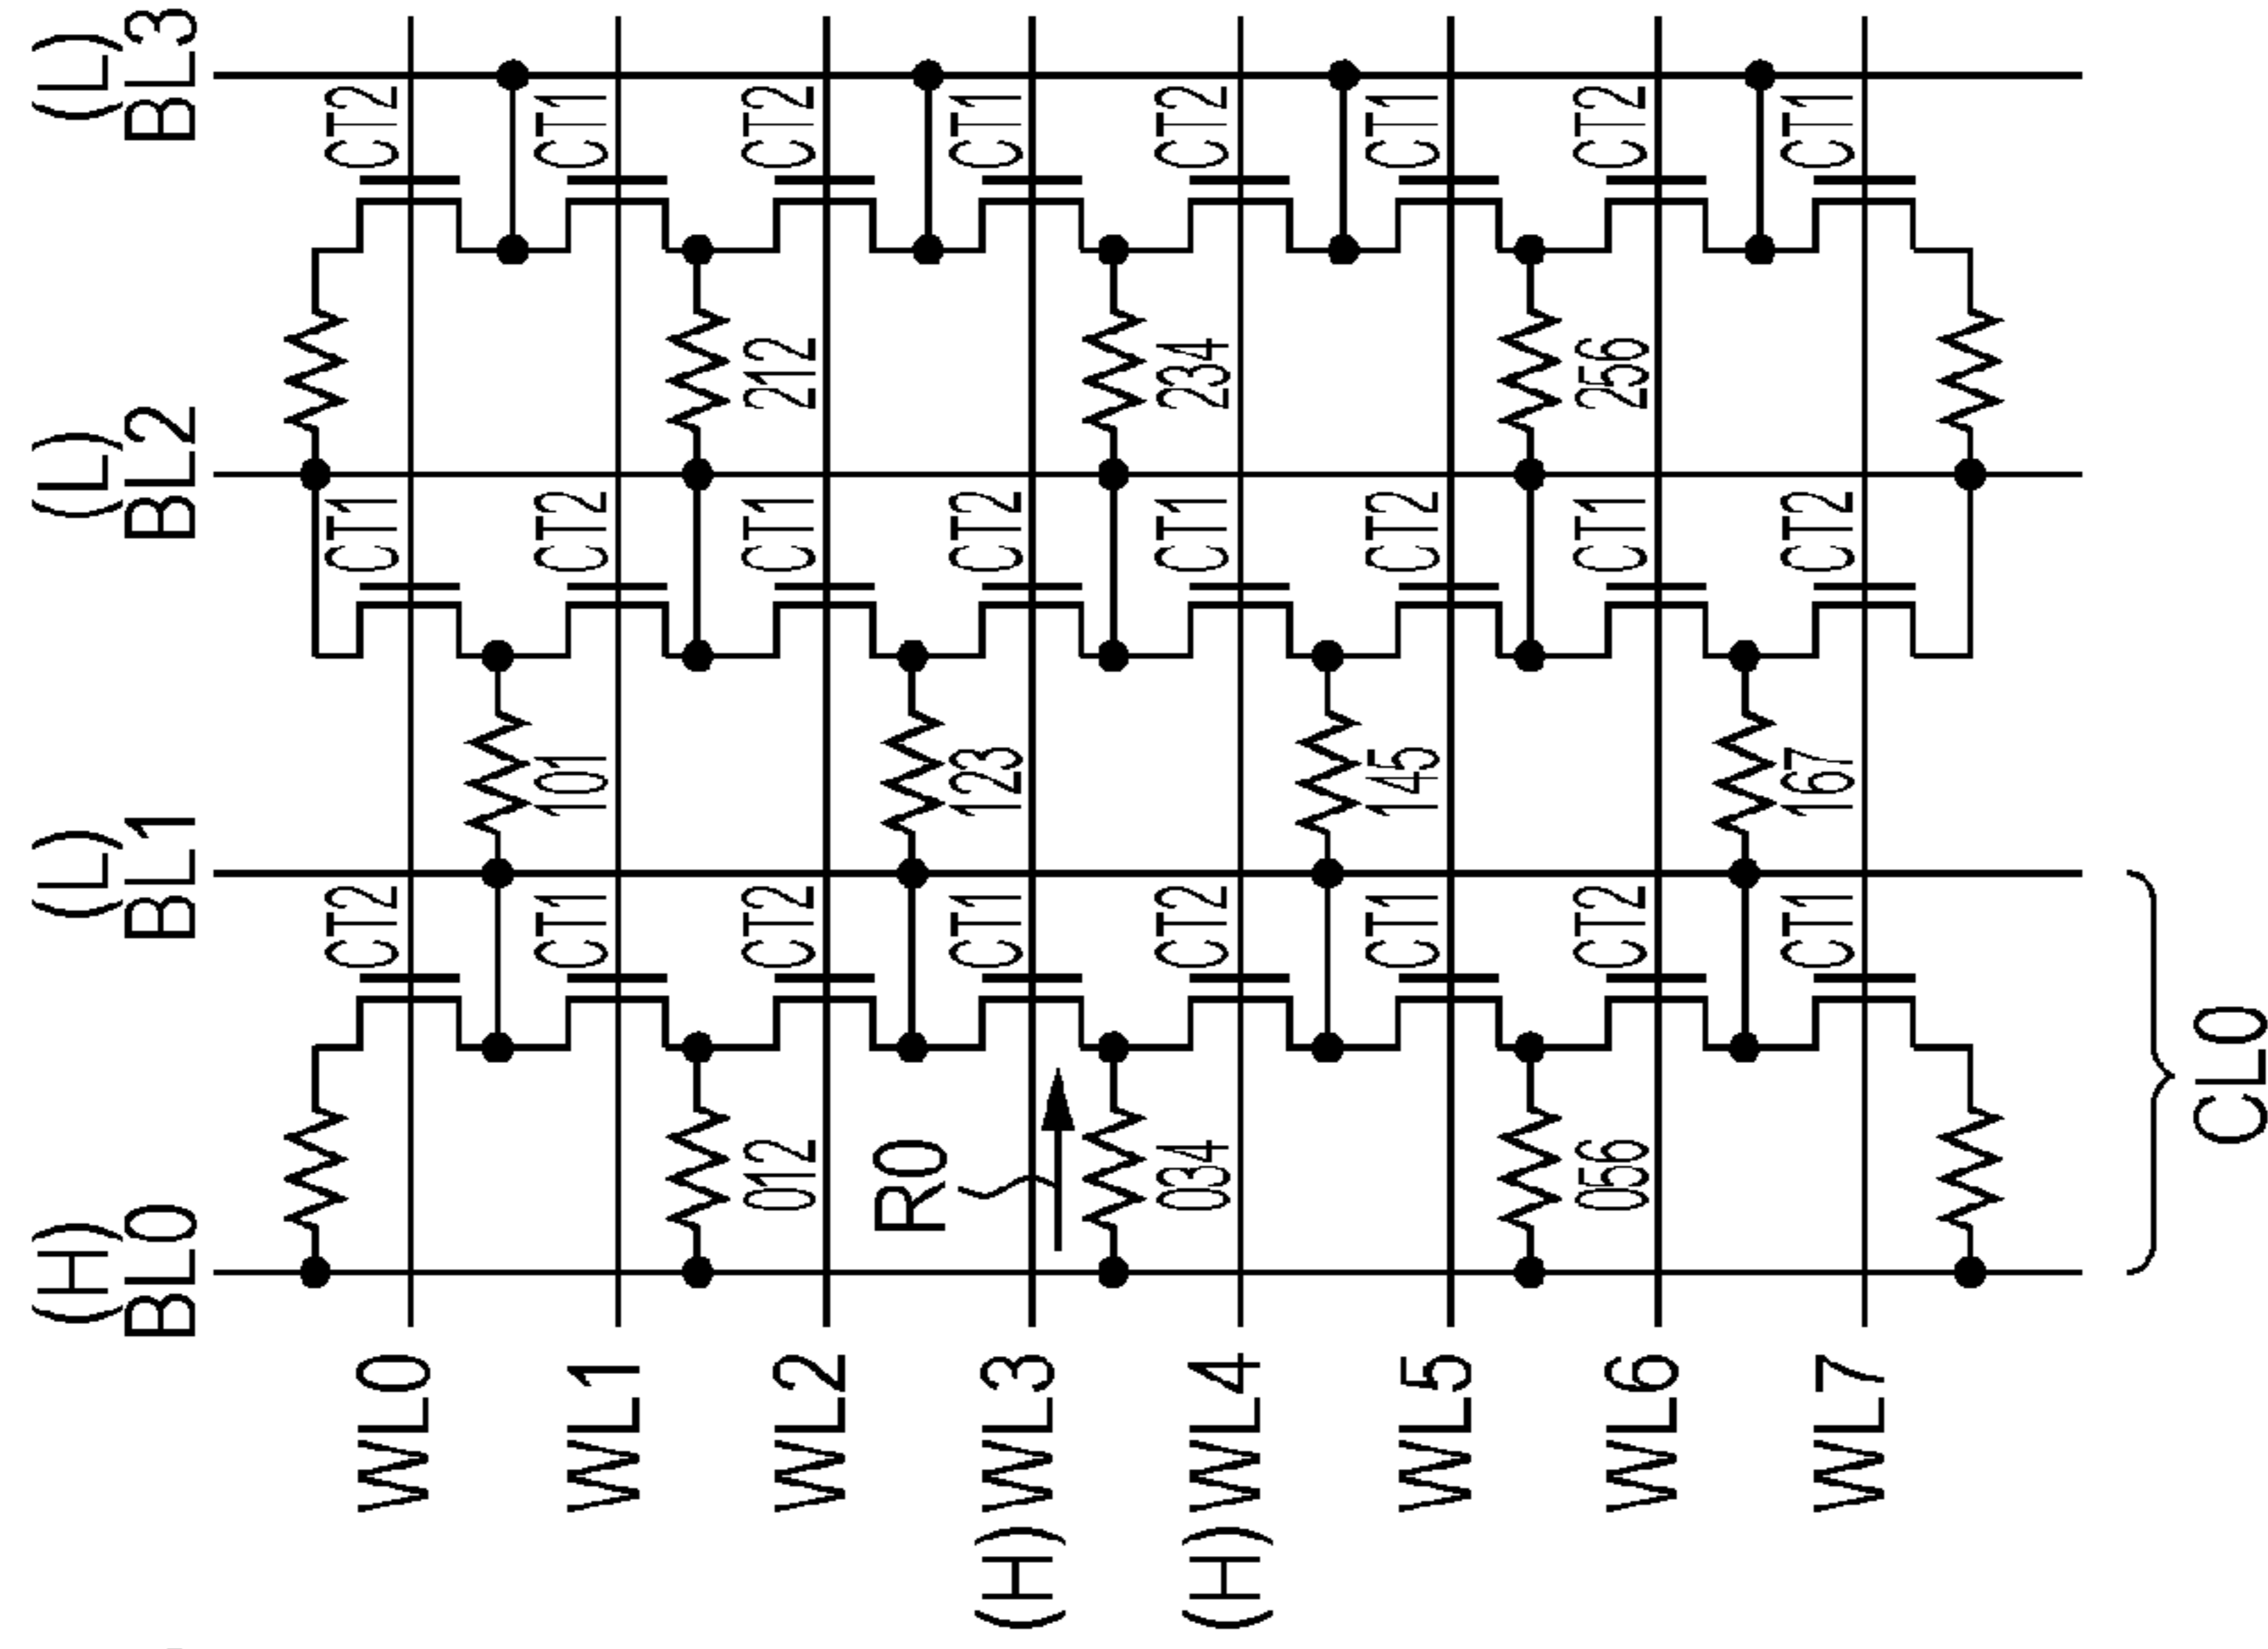 (L)
BL3
CT2
CT1
CT2
CT1
CT2
CT1
CT2
CT1
212
234
256
(L)
BL2
CT1
CT2
CT1
CT2
CT1
CT2
CT1
CT2
101
123
145
167
(L)
BL1
CT2
CT1
CT2
CT1
CT2
CT1
CT2
CT1
R0
012
034
056
(H)
BL0
CL0
WL0
WL1
WL2
(H)WL3
(H)WL4
WL5
WL6
WL7